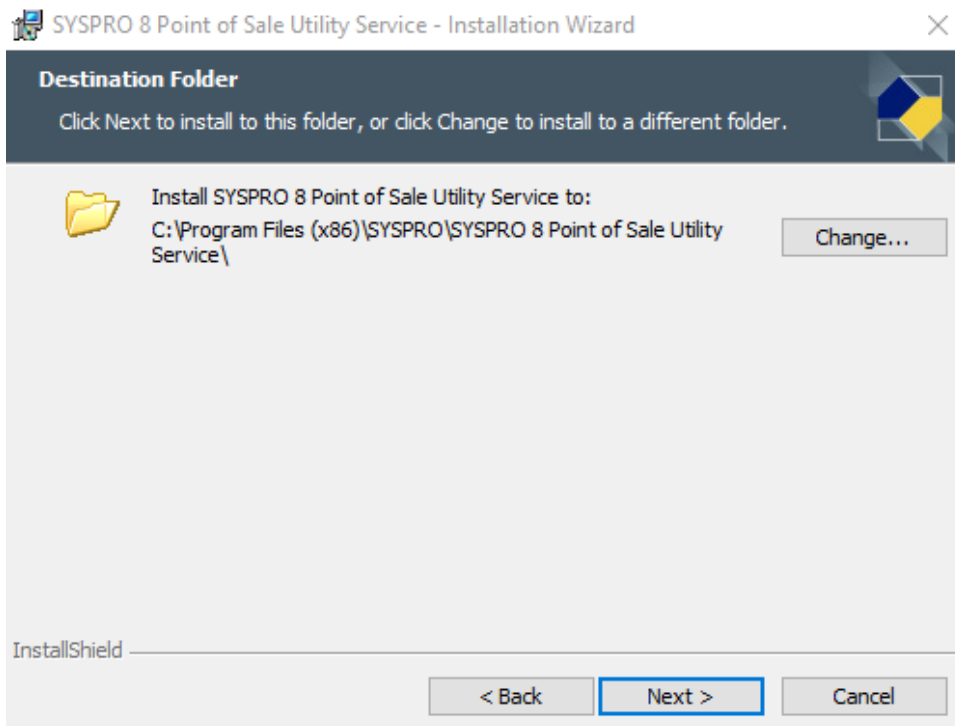 SYSPRO 8 Point of Sale Utility Service - Installation Wizard
Destination Folder
Click Next to install to this folder, or click Change to install to a different folder.
Install SYSPRO 8 Point of Sale Utility Service to:
C:\Program Files (x86)\SYSPRO\SYSPRO 8 Point of Sale Utility
Service\
Change...
InstallShield
< Back
Next >
Cancel